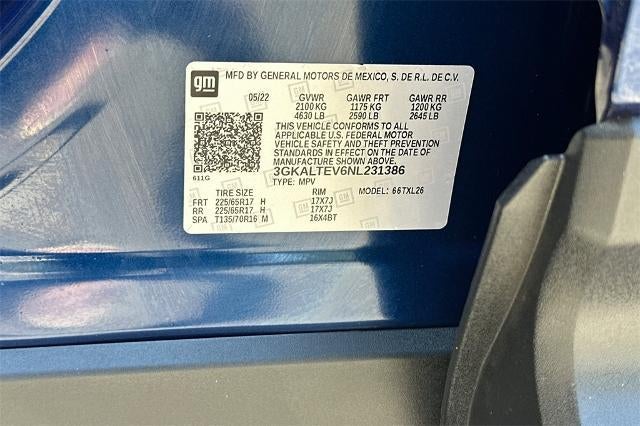 gm
MFD BY GENERAL MOTORS DE MEXICO, S. DE R.L. DE C.V.
05/22 GVWR GAWR FRT GAWR RR
2100 KG 1175 KG 1200 KG
4630 LB 2590 LB 2645 LB
THIS VEHICLE CONFORMS TO ALL
APPLICABLE U.S. FEDERAL MOTOR
VEHICLE SAFETY AND THEFT PREVENTION
STANDARDS IN EFFECT ON THE DATE OF
MANUFACTURE SHOWN ABOVE.
3GKALTEV6NL231386
611G
TYPE: MPV
TIRE SIZE RIM MODEL: 66TXL26
FRT 225/65R17 H 17X7J
RR 225/65R17 H 17X7J
SPA T135/70R16 M 16X4BT